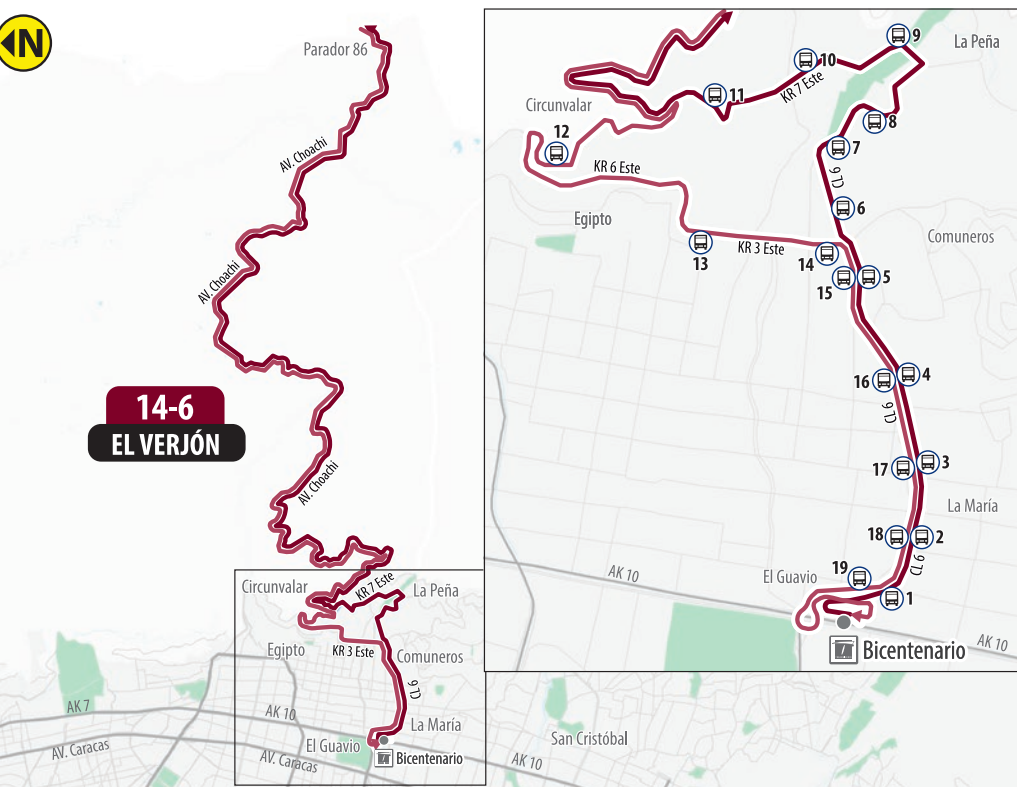 N
Parador 86
AV. Choachi
AV. Choachi
14-6
EL VERJÓN
AV. Choachi
Circunvalar
KR 7 Este
La Peña
Egipto
KR 3 Este
Comuneros
CL 6
La María
AK 7
AK 10
El Guavio
Bicentenario
AV. Caracas
AV. Caracas
AK 10
San Cristóbal
9
La Peña
10
KR 7 Este
11
Circunvalar
8
12
7
KR 6 Este
CL 6
6
Egipto
Comuneros
13
KR 3 Este
14
15
5
16
4
CL 6
17
3
La María
18
2
CL 6
19
El Guavio
AK 10
1
Bicentenario
AK 10